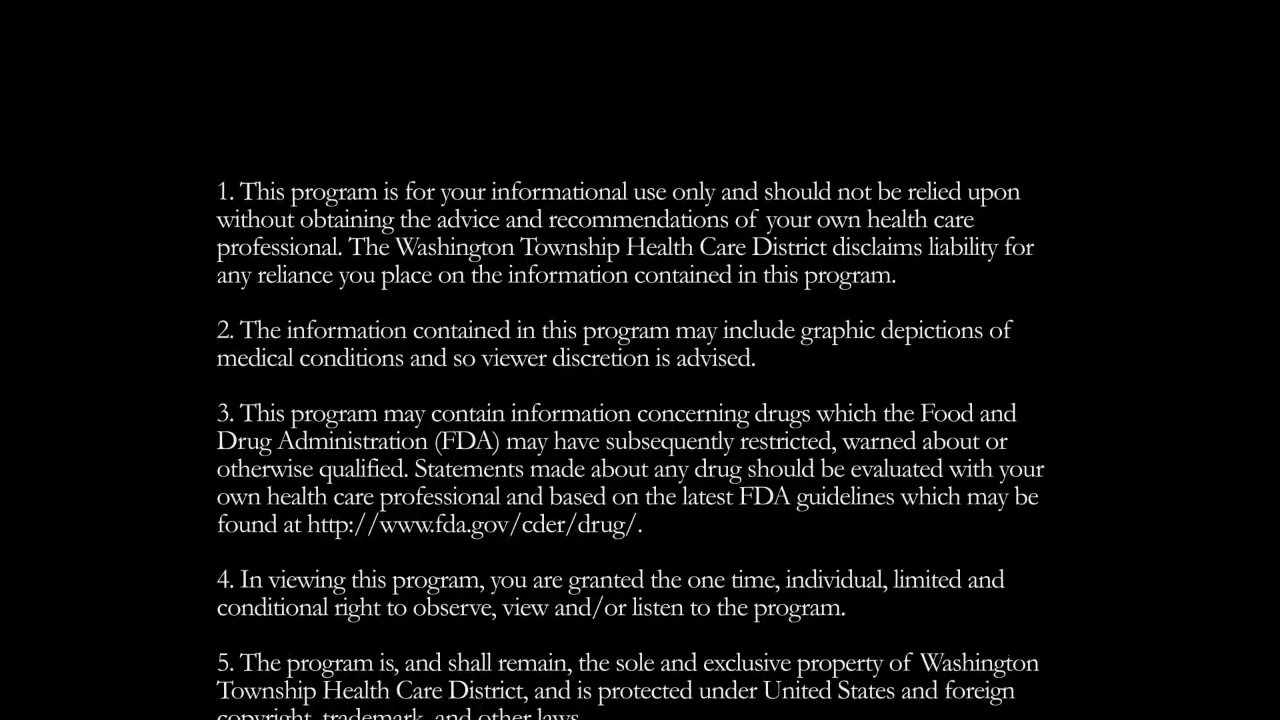 1. This program is for your informational use only and should not be relied upon
without obtaining the advice and recommendations of your own health care
professional. The Washington Township Health Care District disclaims liability for
any reliance you place on the information contained in this program.
2. The information contained in this program may include graphic depictions of
medical conditions and so viewer discretion is advised.
3. This program may contain information concerning drugs which the Food and
Drug Administration (FDA) may have subsequently restricted, warned about or
otherwise qualified. Statements made about any drug should be evaluated with your
own health care professional and based on the latest FDA guidelines which may be
found at http://www.fda.gov/cder/drug/.
4. In viewing this program, you are granted the one time, individual, limited and
conditional right to observe, view and/or listen to the program.
5. The program is, and shall remain, the sole and exclusive property of Washington
Township Health Care District, and is protected under United States and foreign
copyright, trademark, and other laws.